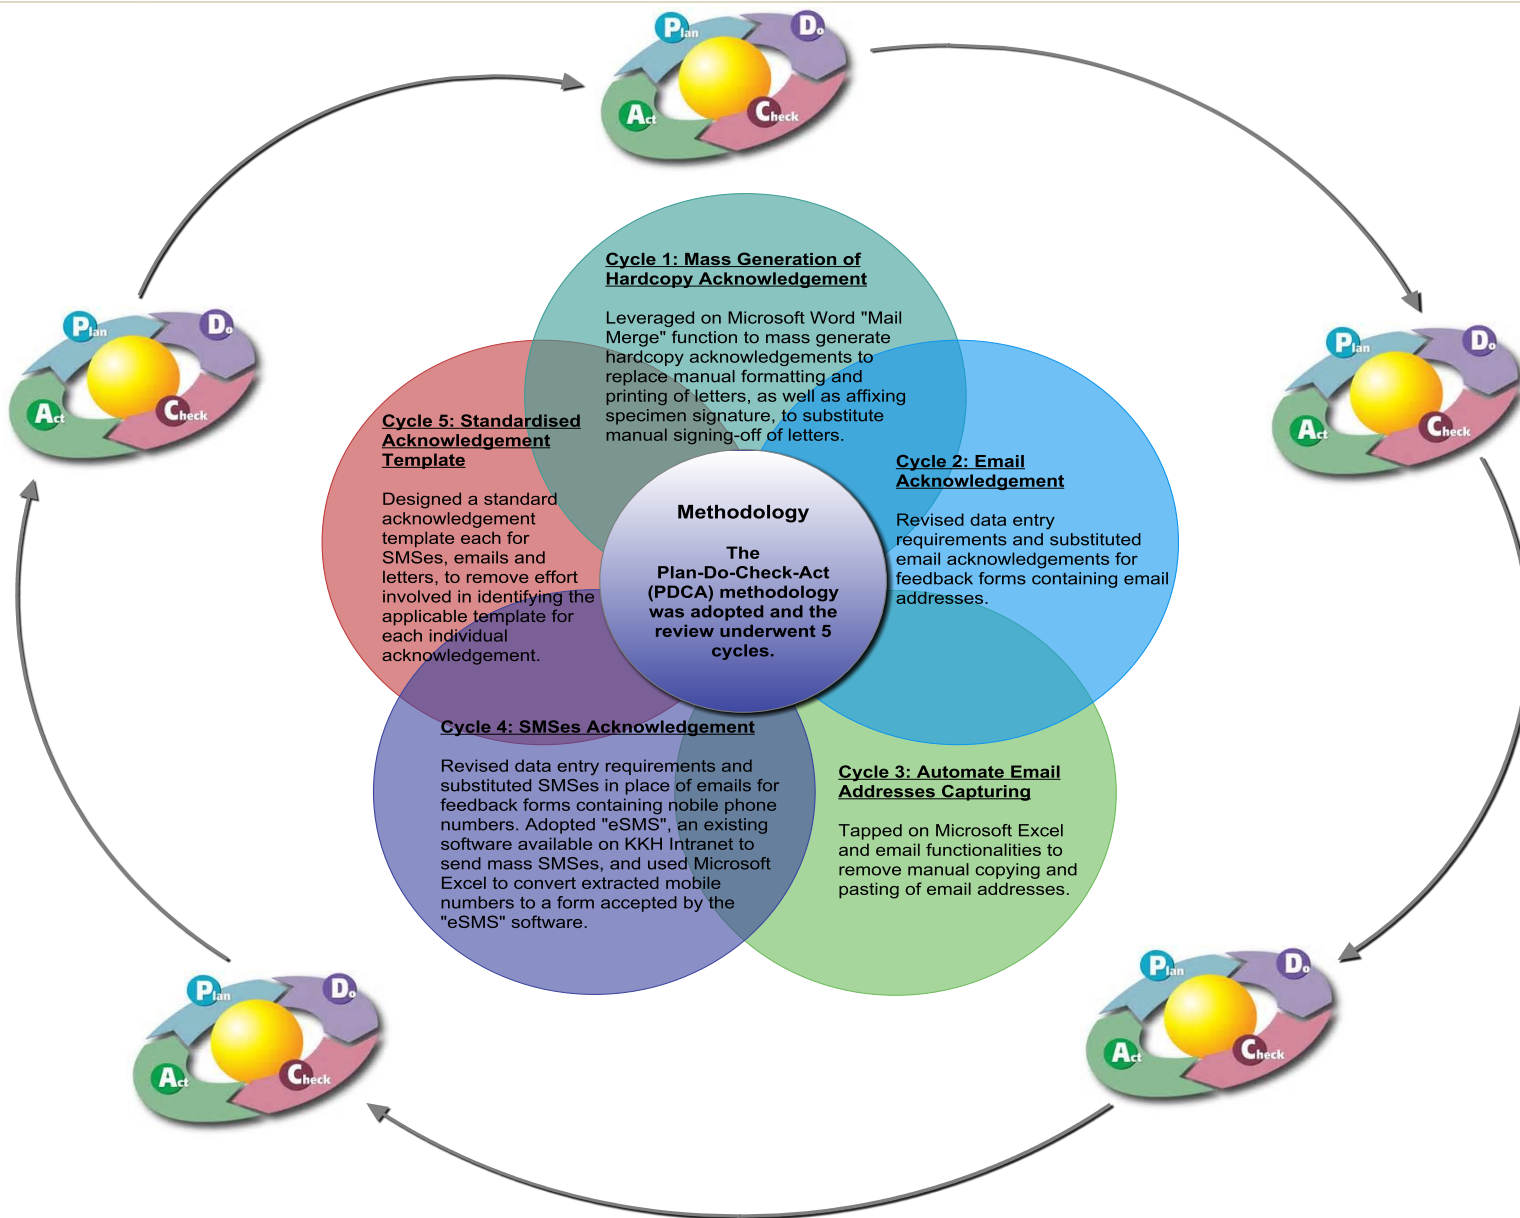 Plan
Do
Check
Act
Plan
Do
Check
Act
Plan
Do
Check
Act
Cycle 1: Mass Generation of
Hardcopy Acknowledgement
Leveraged on Microsoft Word "Mail
Merge" function to mass generate
hardcopy acknowledgements to
replace manual formatting and
printing of letters, as well as affixing
specimen signature, to substitute
manual signing-off of letters.
Cycle 2: Email
Acknowledgement
Revised data entry
requirements and substituted
email acknowledgements for
feedback forms containing email
addresses.
Cycle 3: Automate Email
Addresses Capturing
Tapped on Microsoft Excel
and email functionalities to
remove manual copying and
pasting of email addresses.
Cycle 4: SMSes Acknowledgement
Revised data entry requirements and
substituted SMSes in place of emails for
feedback forms containing nobile phone
numbers. Adopted "eSMS", an existing
software available on KKH Intranet to
send mass SMSes, and used Microsoft
Excel to convert extracted mobile
numbers to a form accepted by the
"eSMS" software.
Cycle 5: Standardised
Acknowledgement
Template
Designed a standard
acknowledgement
template each for
SMSes, emails and
letters, to remove effort
involved in identifying the
applicable template for
each individual
acknowledgement.
Methodology
The
Plan-Do-Check-Act
(PDCA) methodology
was adopted and the
review underwent 5
cycles.
Plan
Do
Check
Act
Plan
Do
Check
Act